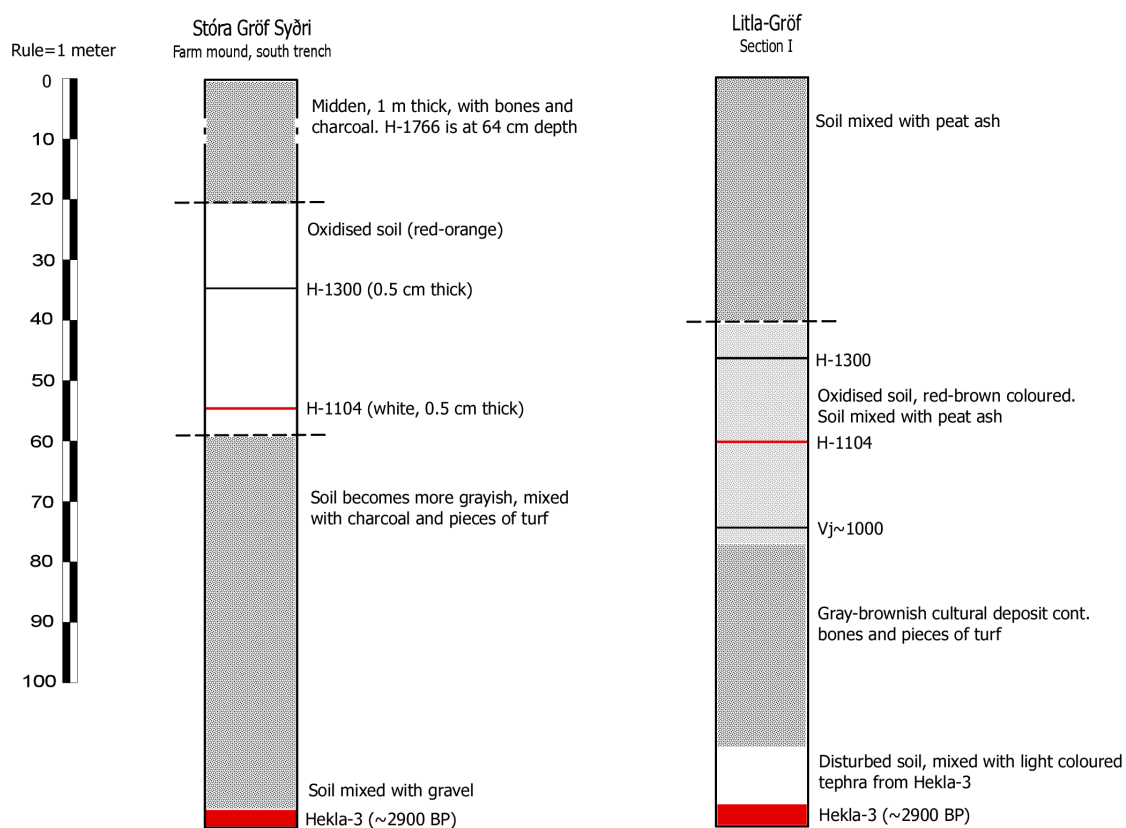 Stóra Gröf Syðri
Farm mound, south trench
Litla-Gröf
Section I
Rule=1 meter
0
10
20
30
40
50
60
70
80
90
100
Midden, 1 m thick, with bones and
charcoal. H-1766 is at 64 cm depth
Oxidised soil (red-orange)
H-1300 (0.5 cm thick)
H-1104 (white, 0.5 cm thick)
Soil becomes more grayish, mixed
with charcoal and pieces of turf
Soil mixed with gravel
Hekla-3 (~2900 BP)
Soil mixed with peat ash
H-1300
Oxidised soil, red-brown coloured.
Soil mixed with peat ash
H-1104
Vj~1000
Gray-brownish cultural deposit cont.
bones and pieces of turf
Disturbed soil, mixed with light coloured
tephra from Hekla-3
Hekla-3 (~2900 BP)